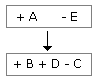 + A - E
+ B + D - C